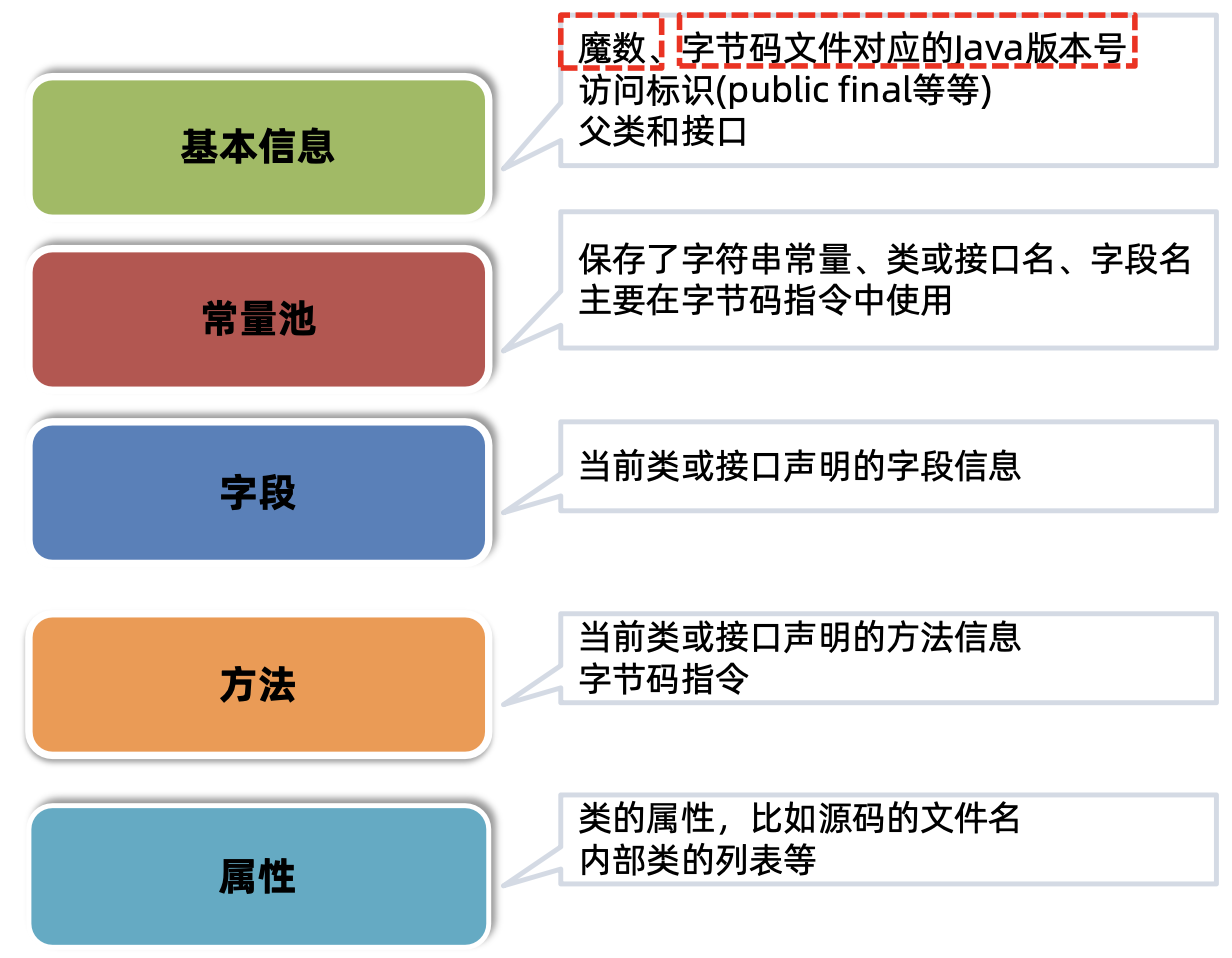 魔数、字节码文件对应的Java版本号
访问标识(public final等等)
父类和接口
基本信息
保存了字符串常量、类或接口名、字段名
主要在字节码指令中使用
常量池
当前类或接口声明的字段信息
字段
当前类或接口声明的方法信息
字节码指令
方法
类的属性，比如源码的文件名
内部类的列表等
属性